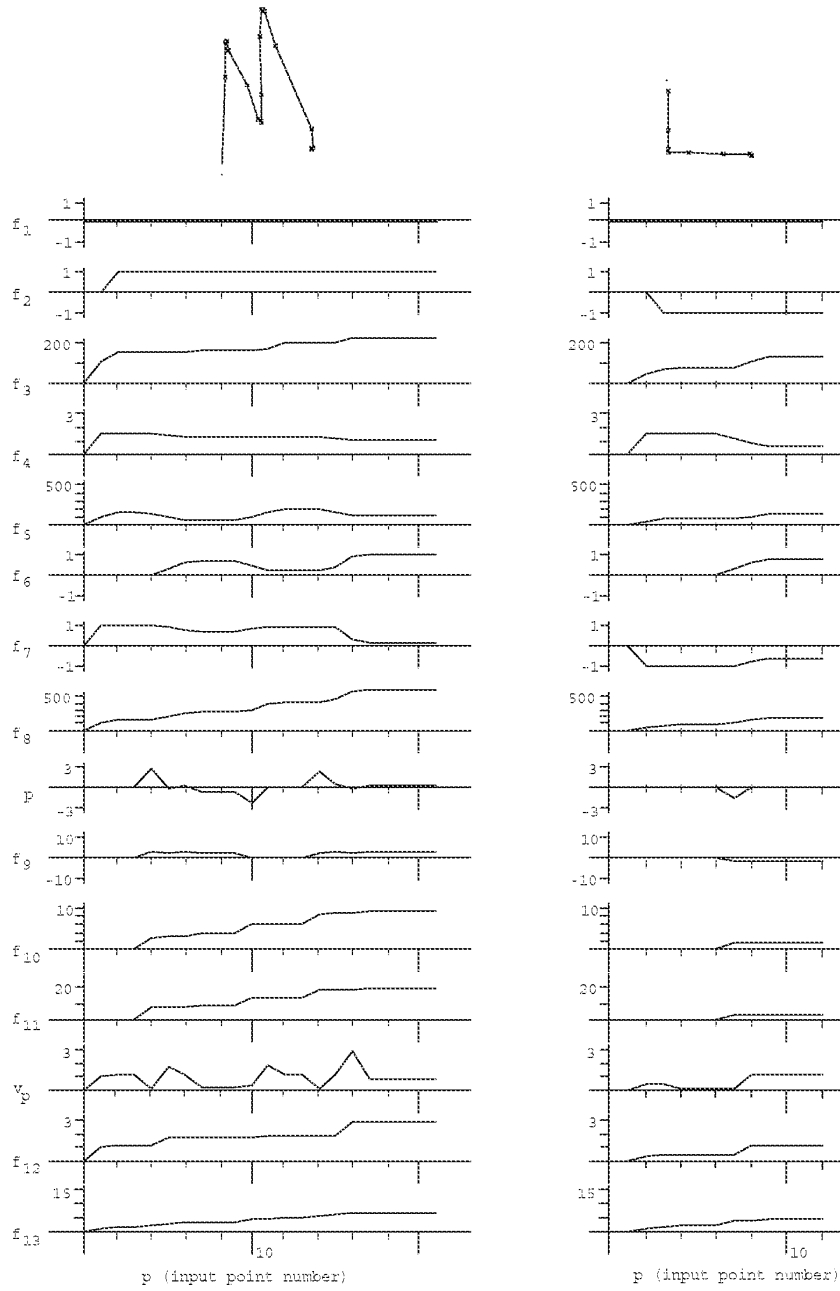 1 1
f1
-1 -1
1 1
f2
-1 -1
200 200
f3
3 3
f4
500 500
f5
1 1
f6
-1 -1
1 1
f7
-1 -1
500 500
f8
3 3
p
-3 -3
10 10
f9
-10 -10
10 10
f10
20 20
f11
3 3
vp
3 3
f12
15 15
f13
10 10
p (input point number) p (input point number)